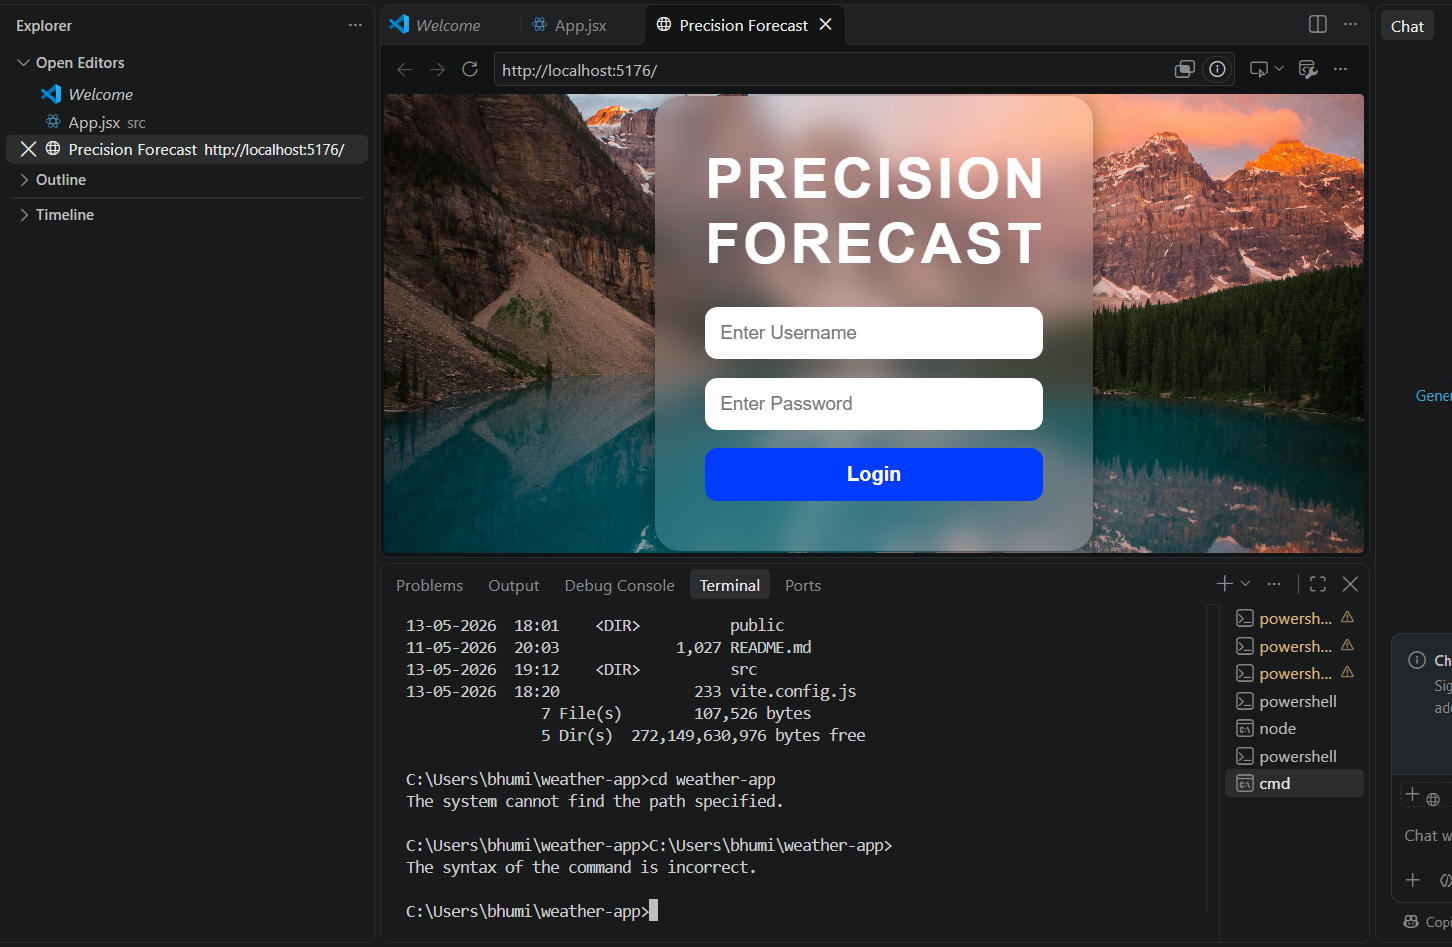 Explorer
Open Editors
Welcome
App.jsx src
Precision Forecast http://localhost:5176/
Outline
Timeline
Welcome
App.jsx
Precision Forecast
http://localhost:5176/
PRECISION
FORECAST
Enter Username
Enter Password
Login
Problems
Output
Debug Console
Terminal
Ports
13-05-2026  18:01    <DIR>          public
11-05-2026  20:03             1,027 README.md
13-05-2026  19:12    <DIR>          src
13-05-2026  18:20               233 vite.config.js
               7 File(s)        107,526 bytes
               5 Dir(s)  272,149,630,976 bytes free
C:\Users\bhumi\weather-app>cd weather-app
The system cannot find the path specified.
C:\Users\bhumi\weather-app>C:\Users\bhumi\weather-app>
The syntax of the command is incorrect.
C:\Users\bhumi\weather-app>
powersh...
powersh...
powersh...
powershell
node
powershell
cmd
Chat
Gener
Ch
Sig
add
Chat w
Copi